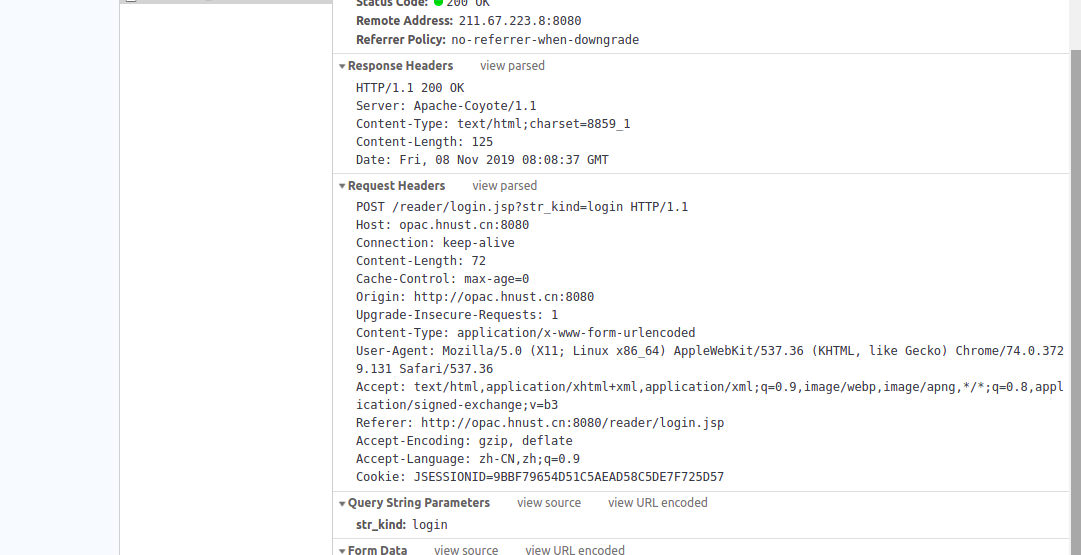 Status Code: 200 OK
Remote Address: 211.67.223.8:8080
Referrer Policy: no-referrer-when-downgrade
Response Headers view parsed
HTTP/1.1 200 OK
Server: Apache-Coyote/1.1
Content-Type: text/html;charset=8859_1
Content-Length: 125
Date: Fri, 08 Nov 2019 08:08:37 GMT
Request Headers view parsed
POST /reader/login.jsp?str_kind=login HTTP/1.1
Host: opac.hnust.cn:8080
Connection: keep-alive
Content-Length: 72
Cache-Control: max-age=0
Origin: http://opac.hnust.cn:8080
Upgrade-Insecure-Requests: 1
Content-Type: application/x-www-form-urlencoded
User-Agent: Mozilla/5.0 (X11; Linux x86_64) AppleWebKit/537.36 (KHTML, like Gecko) Chrome/74.0.372
9.131 Safari/537.36
Accept: text/html,application/xhtml+xml,application/xml;q=0.9,image/webp,image/apng,*/*;q=0.8,appl
ication/signed-exchange;v=b3
Referer: http://opac.hnust.cn:8080/reader/login.jsp
Accept-Encoding: gzip, deflate
Accept-Language: zh-CN,zh;q=0.9
Cookie: JSESSIONID=9BBF79654D51C5AEAD58C5DE7F725D57
Query String Parameters view source view URL encoded
str_kind: login
Form Data view source view URL encoded